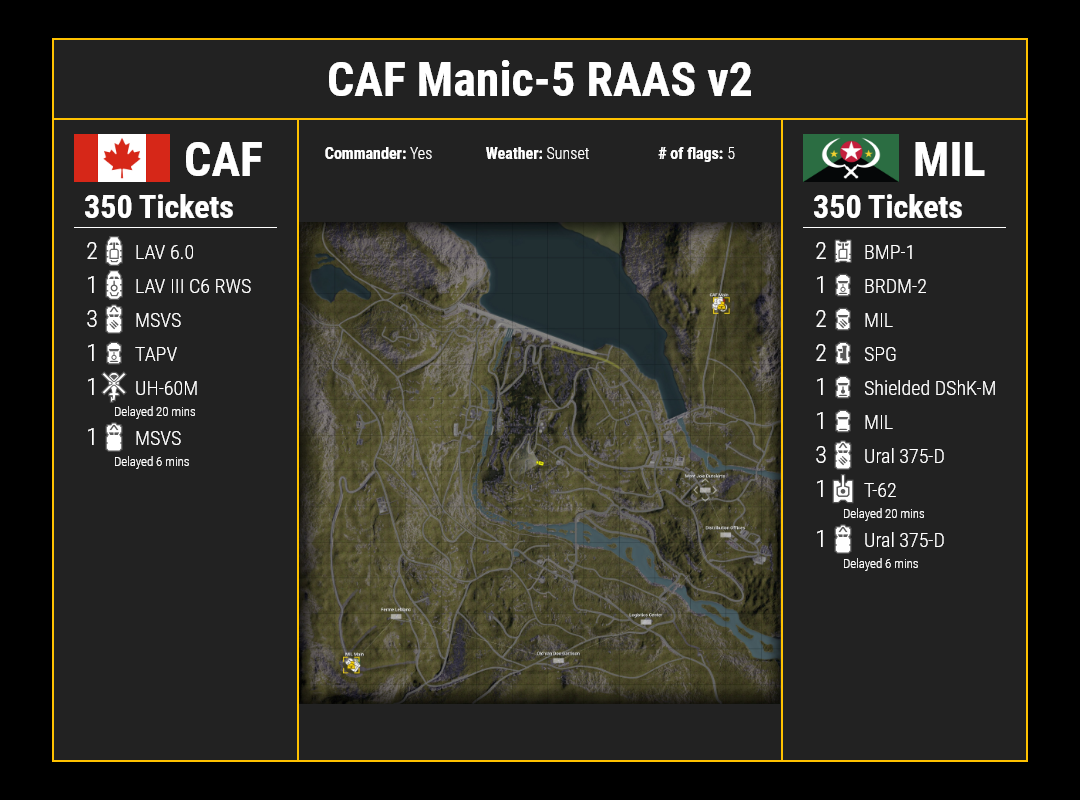 CAF Manic-5 RAAS v2
CAF
350 Tickets
2 LAV 6.0
1 LAV III C6 RWS
3 MSVS
1 TAPV
1 UH-60M
Delayed 20 mins
1 MSVS
Delayed 6 mins
Commander: Yes Weather: Sunset # of flags: 5
CAF Main
Distribution Offices
Ferme Leblanc
Logistics Center
MIL Main
MIL
350 Tickets
2 BMP-1
1 BRDM-2
2 MIL
2 SPG
1 Shielded DShK-M
1 MIL
3 Ural 375-D
1 T-62
Delayed 20 mins
1 Ural 375-D
Delayed 6 mins